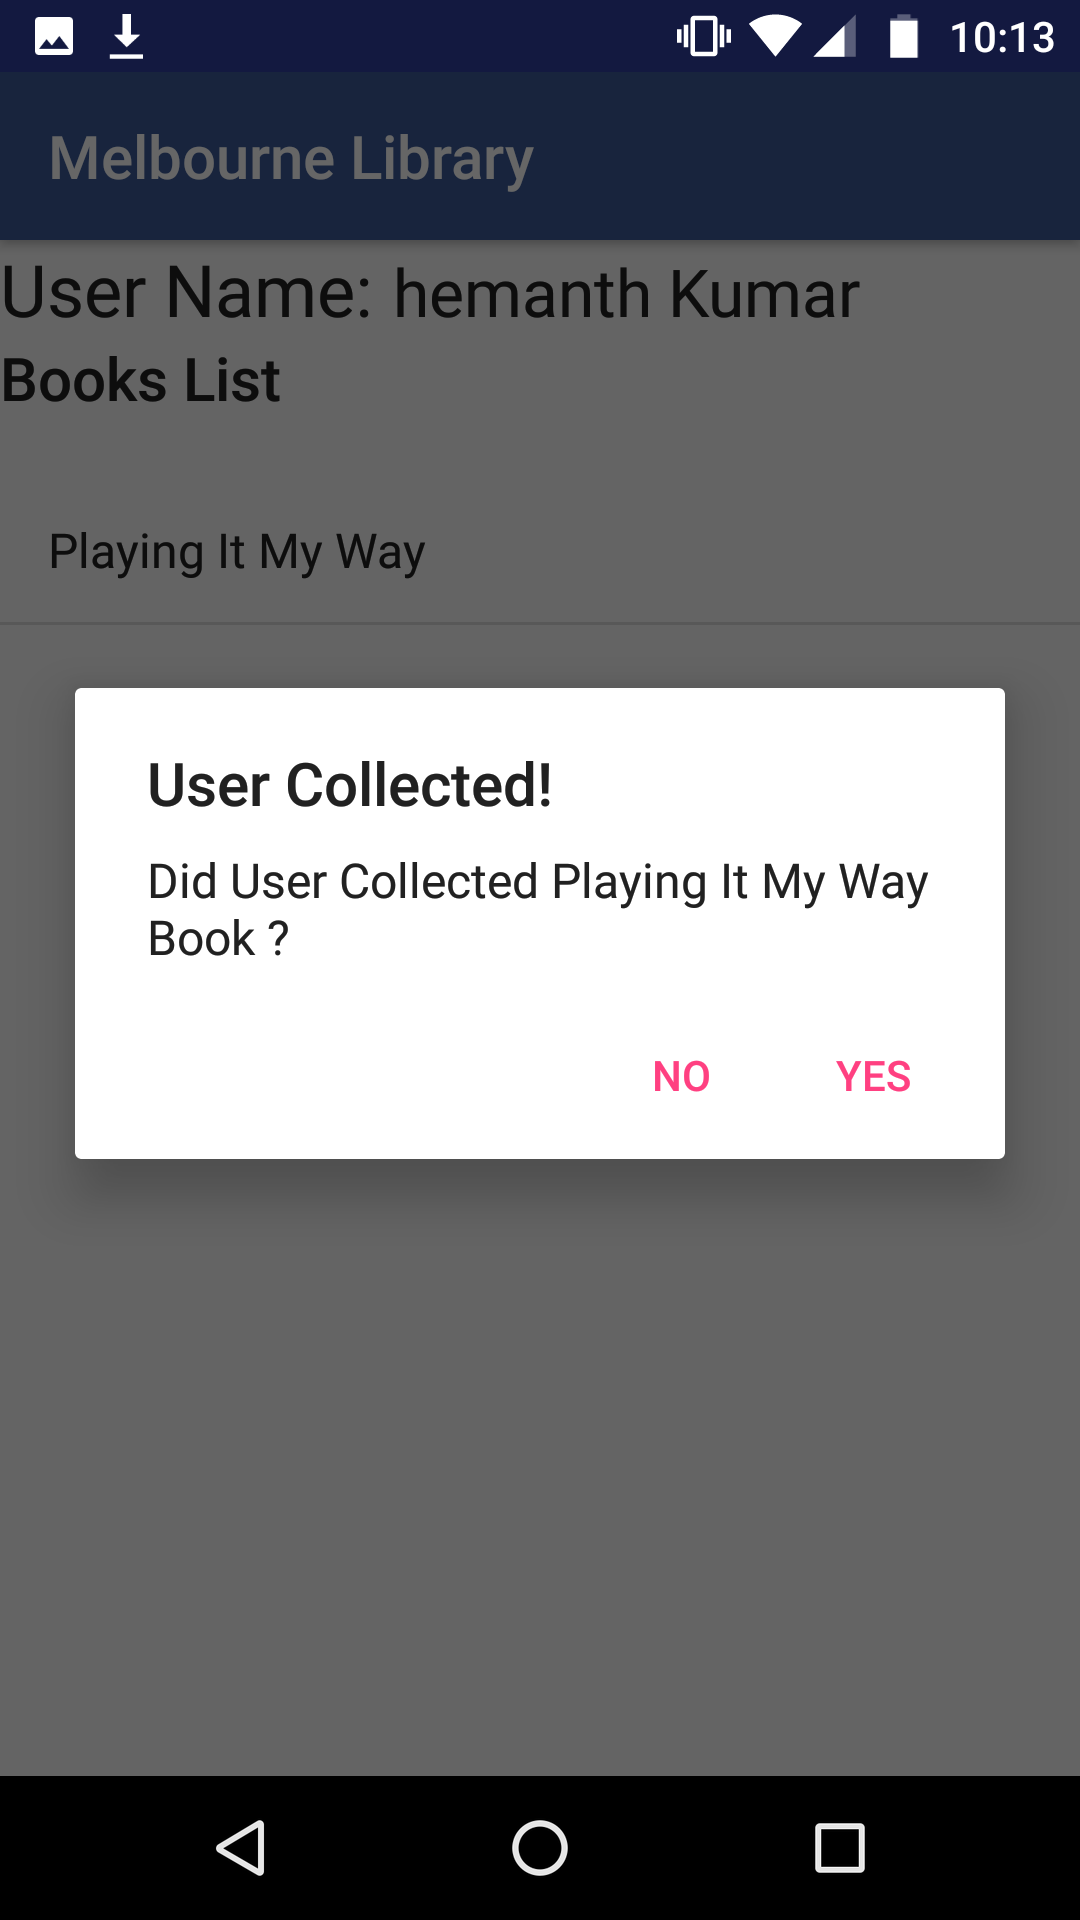 10:13
Melbourne Library
User Name: hemanth Kumar
Books List
Playing It My Way
User Collected!
Did User Collected Playing It My Way
Book ?
NO YES